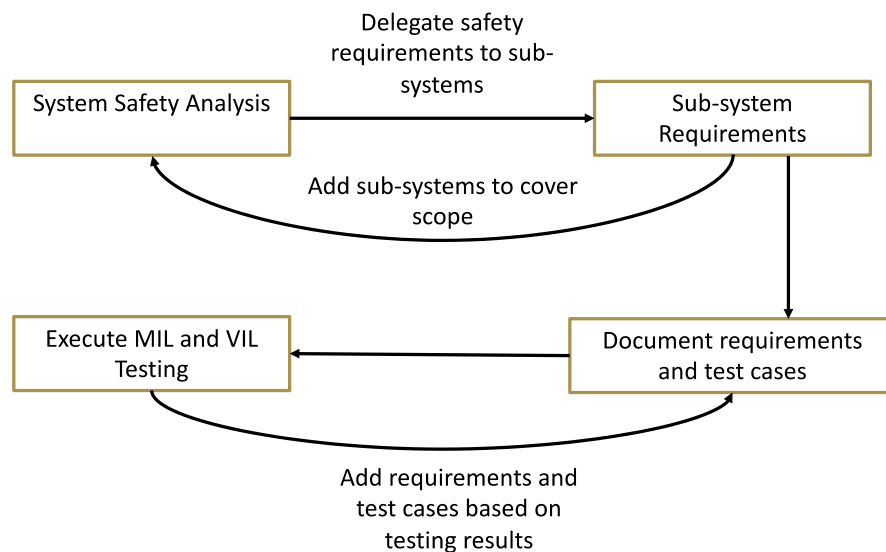 Delegate safety
requirements to sub-
systems
System Safety Analysis
Sub-system
Requirements
Add sub-systems to cover
scope
Execute MIL and VIL
Testing
Document requirements
and test cases
Add requirements and
test cases based on
testing results